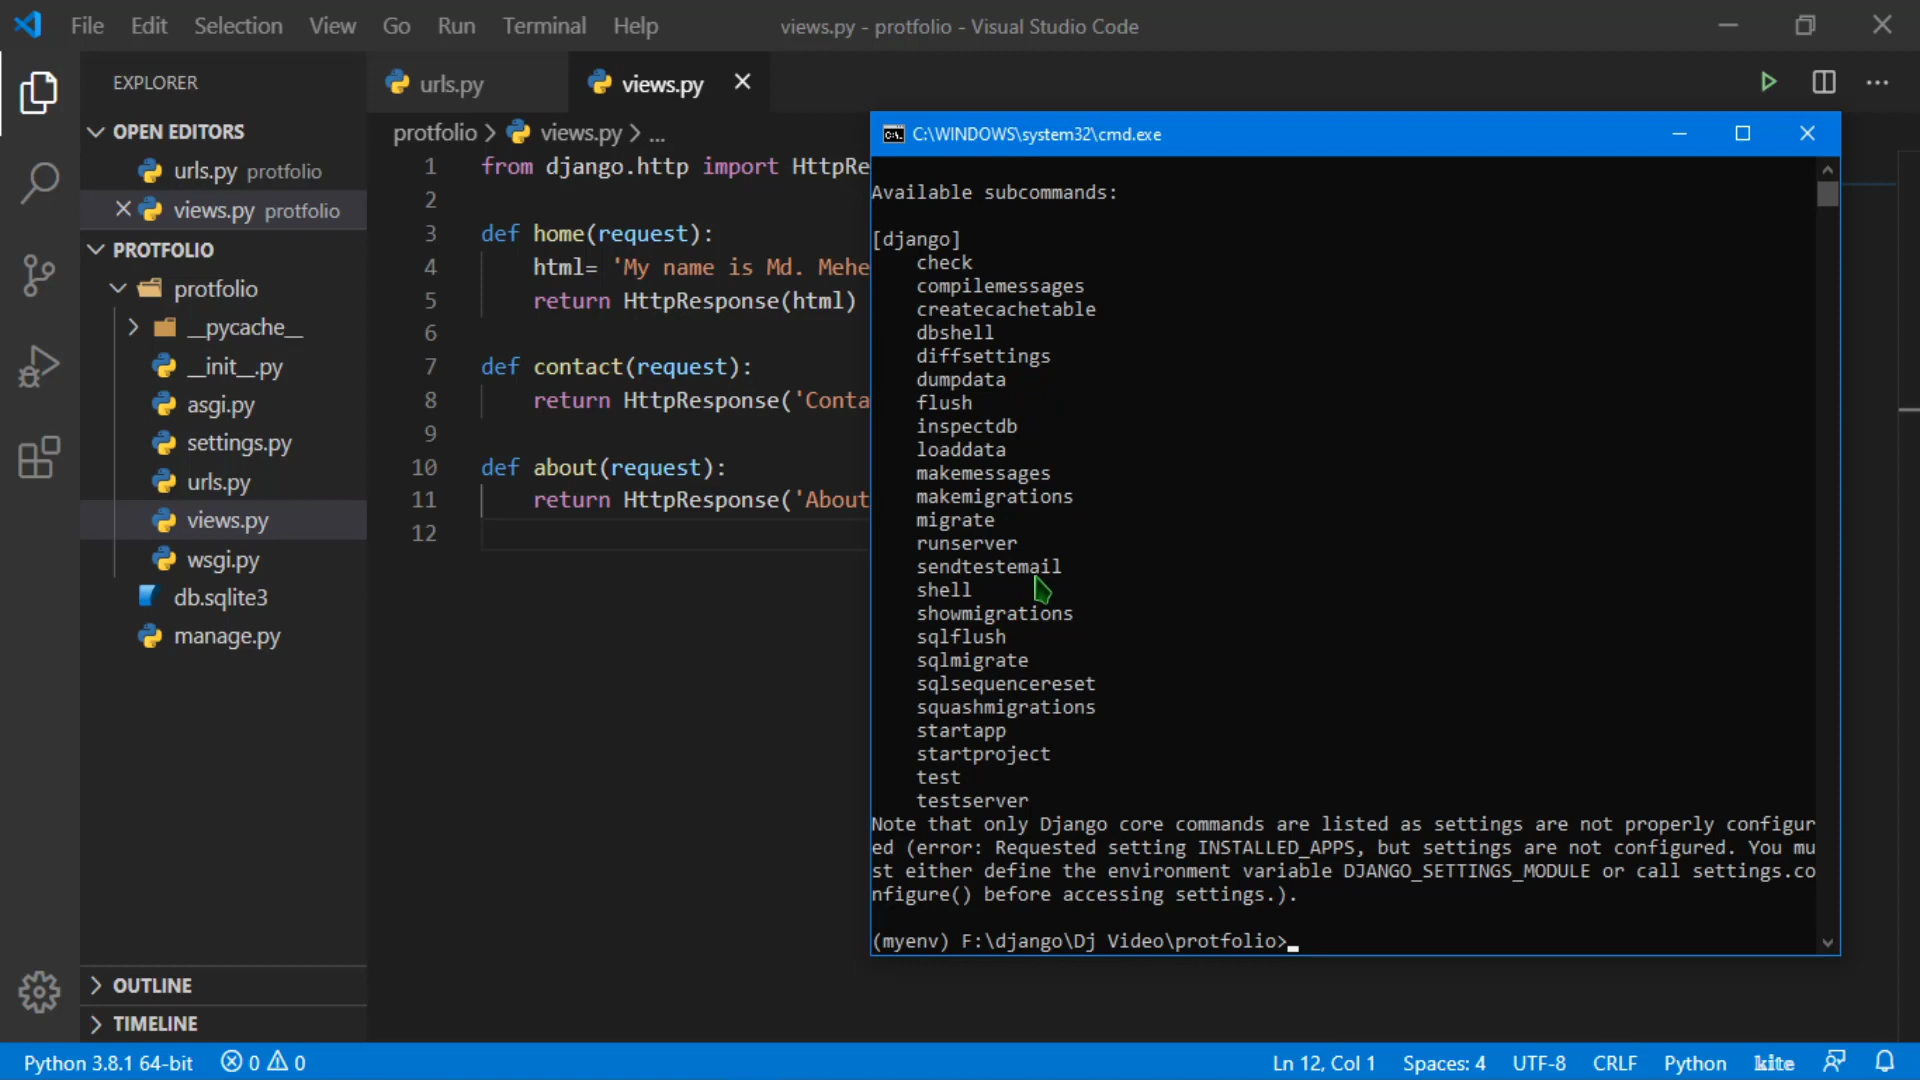 File Edit Selection View Go Run Terminal Help
views.py - protfolio - Visual Studio Code
EXPLORER
OPEN EDITORS
urls.py protfolio
views.py protfolio
PROTFOLIO
protfolio
__pycache__
__init__.py
asgi.py
settings.py
urls.py
views.py
wsgi.py
db.sqlite3
manage.py
OUTLINE
TIMELINE
urls.py
views.py
protfolio > views.py > ...
1 from django.http import HttpRe
2
3 def home(request):
4 html= 'My name is Md. Mehe
5 return HttpResponse(html)
6
7 def contact(request):
8 return HttpResponse('Conta
9
10 def about(request):
11 return HttpResponse('About
12
C:\WINDOWS\system32\cmd.exe
Available subcommands:
[django]
check
compilemessages
createcachetable
dbshell
diffsettings
dumpdata
flush
inspectdb
loaddata
makemessages
makemigrations
migrate
runserver
sendtestemail
shell
showmigrations
sqlflush
sqlmigrate
sqlsequencereset
squashmigrations
startapp
startproject
test
testserver
Note that only Django core commands are listed as settings are not properly configur
ed (error: Requested setting INSTALLED_APPS, but settings are not configured. You mu
st either define the environment variable DJANGO_SETTINGS_MODULE or call settings.co
nfigure() before accessing settings.).
(myenv) F:\django\Dj Video\protfolio>
Python 3.8.1 64-bit 0 0
Ln 12, Col 1 Spaces: 4 UTF-8 CRLF Python kite